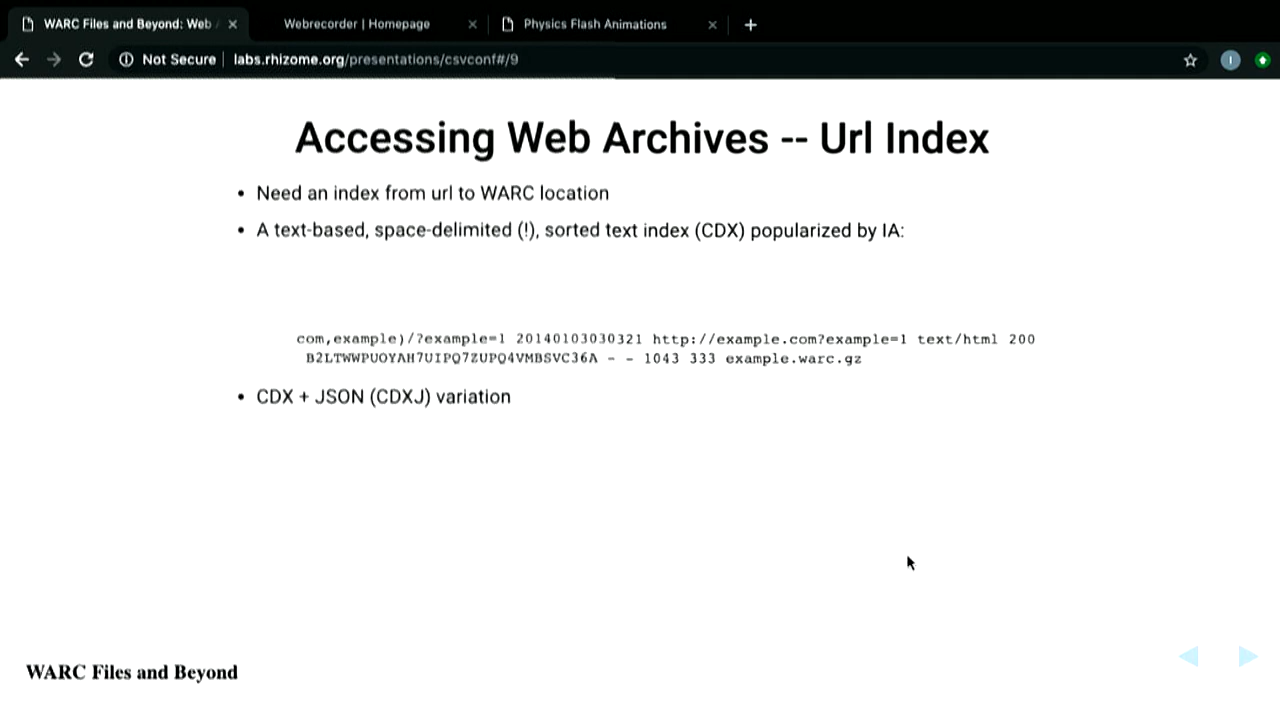 WARC Files and Beyond: Web
Webrecorder | Homepage
Physics Flash Animations
Not Secure
labs.rhizome.org/presentations/csvconf#/9
Accessing Web Archives -- Url Index
• Need an index from url to WARC location
• A text-based, space-delimited (!), sorted text index (CDX) popularized by IA:
com,example)/?example=1 20140103030321 http://example.com?example=1 text/html 200
B2LTWWPUOYAH7UIPQ7ZUPQ4VMBSVC36A - - 1043 333 example.warc.gz
• CDX + JSON (CDXJ) variation
WARC Files and Beyond